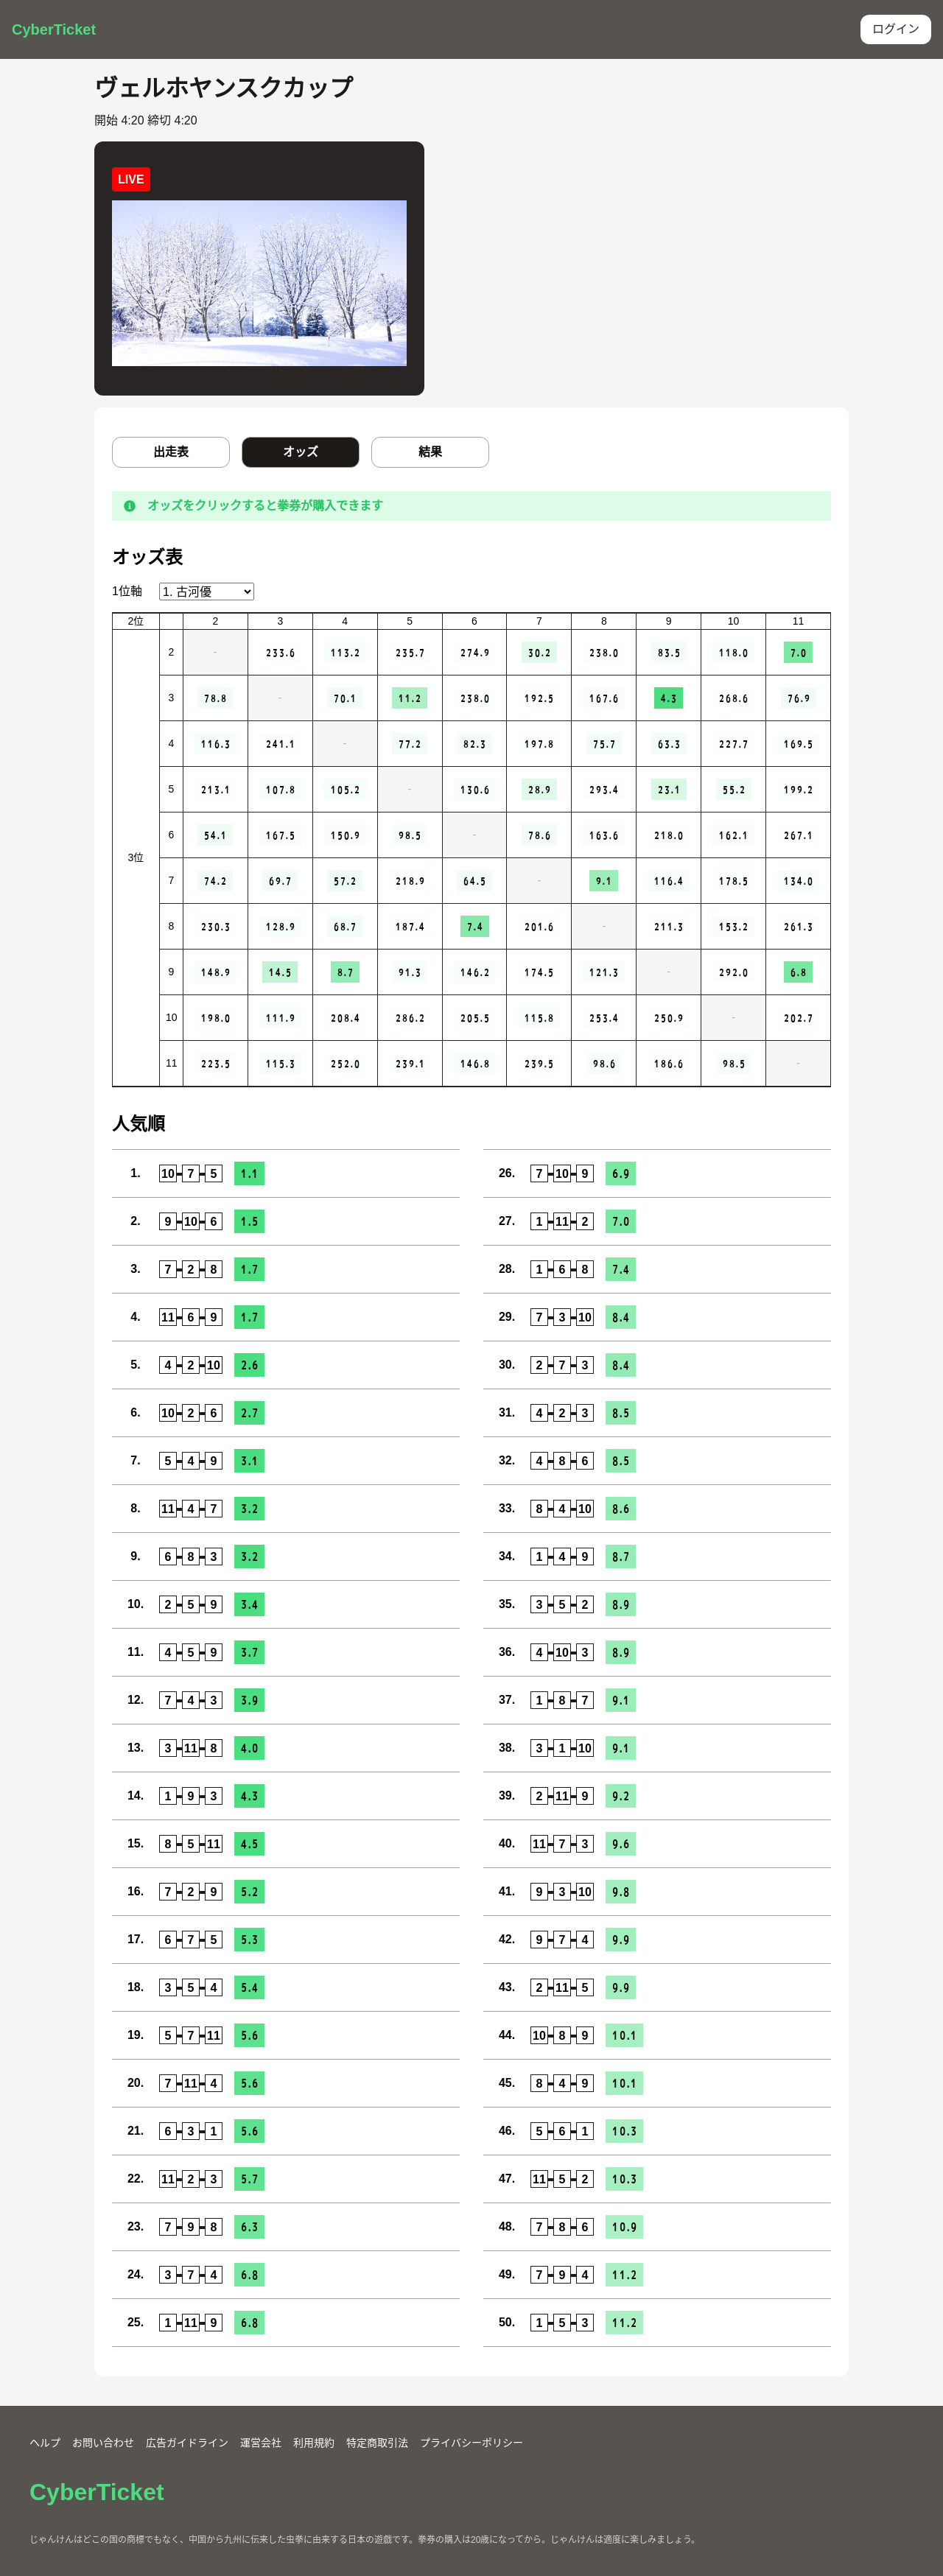 CyberTicket ログイン
ヴェルホヤンスクカップ
開始 4:20 締切 4:20
LIVE
出走表 オッズ 結果
オッズをクリックすると拳券が購入できます
オッズ表
1位軸 1. 古河優
2位 2 3 4 5 6 7 8 9 10 11
3位
2 - 233.6 113.2 235.7 274.9 30.2 238.0 83.5 118.0 7.0
3 78.8 - 70.1 11.2 238.0 192.5 167.6 4.3 268.6 76.9
4 116.3 241.1 - 77.2 82.3 197.8 75.7 63.3 227.7 169.5
5 213.1 107.8 105.2 - 130.6 28.9 293.4 23.1 55.2 199.2
6 54.1 167.5 150.9 98.5 - 78.6 163.6 218.0 162.1 267.1
7 74.2 69.7 57.2 218.9 64.5 - 9.1 116.4 178.5 134.0
8 230.3 128.9 68.7 187.4 7.4 201.6 - 211.3 153.2 261.3
9 148.9 14.5 8.7 91.3 146.2 174.5 121.3 - 292.0 6.8
10 198.0 111.9 208.4 286.2 205.5 115.8 253.4 250.9 - 202.7
11 223.5 115.3 252.0 239.1 146.8 239.5 98.6 186.6 98.5 -
人気順
1. 10-7-5 1.1
2. 9-10-6 1.5
3. 7-2-8 1.7
4. 11-6-9 1.7
5. 4-2-10 2.6
6. 10-2-6 2.7
7. 5-4-9 3.1
8. 11-4-7 3.2
9. 6-8-3 3.2
10. 2-5-9 3.4
11. 4-5-9 3.7
12. 7-4-3 3.9
13. 3-11-8 4.0
14. 1-9-3 4.3
15. 8-5-11 4.5
16. 7-2-9 5.2
17. 6-7-5 5.3
18. 3-5-4 5.4
19. 5-7-11 5.6
20. 7-11-4 5.6
21. 6-3-1 5.6
22. 11-2-3 5.7
23. 7-9-8 6.3
24. 3-7-4 6.8
25. 1-11-9 6.8
26. 7-10-9 6.9
27. 1-11-2 7.0
28. 1-6-8 7.4
29. 7-3-10 8.4
30. 2-7-3 8.4
31. 4-2-3 8.5
32. 4-8-6 8.5
33. 8-4-10 8.6
34. 1-4-9 8.7
35. 3-5-2 8.9
36. 4-10-3 8.9
37. 1-8-7 9.1
38. 3-1-10 9.1
39. 2-11-9 9.2
40. 11-7-3 9.6
41. 9-3-10 9.8
42. 9-7-4 9.9
43. 2-11-5 9.9
44. 10-8-9 10.1
45. 8-4-9 10.1
46. 5-6-1 10.3
47. 11-5-2 10.3
48. 7-8-6 10.9
49. 7-9-4 11.2
50. 1-5-3 11.2
ヘルプ お問い合わせ 広告ガイドライン 運営会社 利用規約 特定商取引法 プライバシーポリシー
CyberTicket
じゃんけんはどこの国の商標でもなく、中国から九州に伝来した虫拳に由来する日本の遊戯です。拳券の購入は20歳になってから。じゃんけんは適度に楽しみましょう。